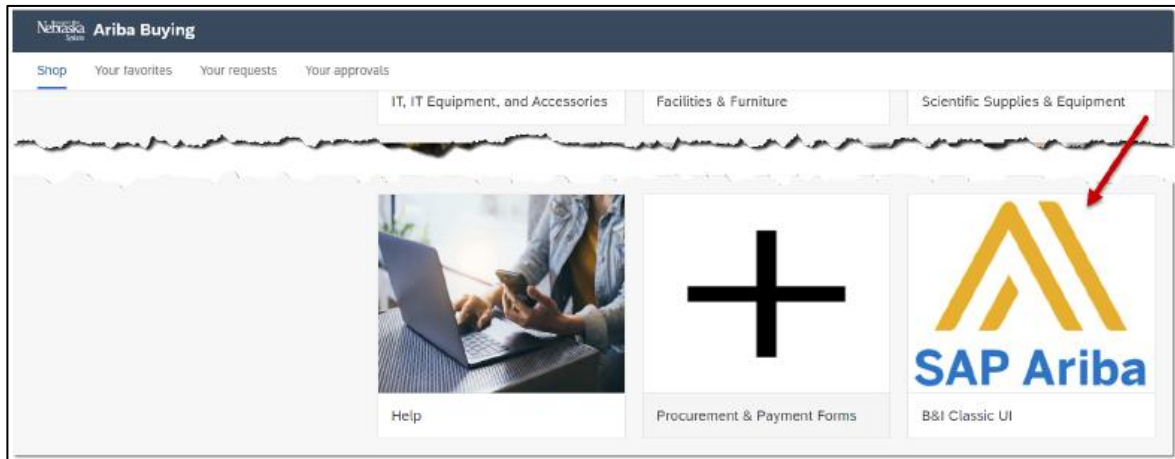 Nebraska
System
Ariba Buying
Shop Your favorites Your requests Your approvals
IT, IT Equipment, and Accessories Facilities & Furniture Scientific Supplies & Equipment
SAP Ariba
Help Procurement & Payment Forms B&I Classic UI